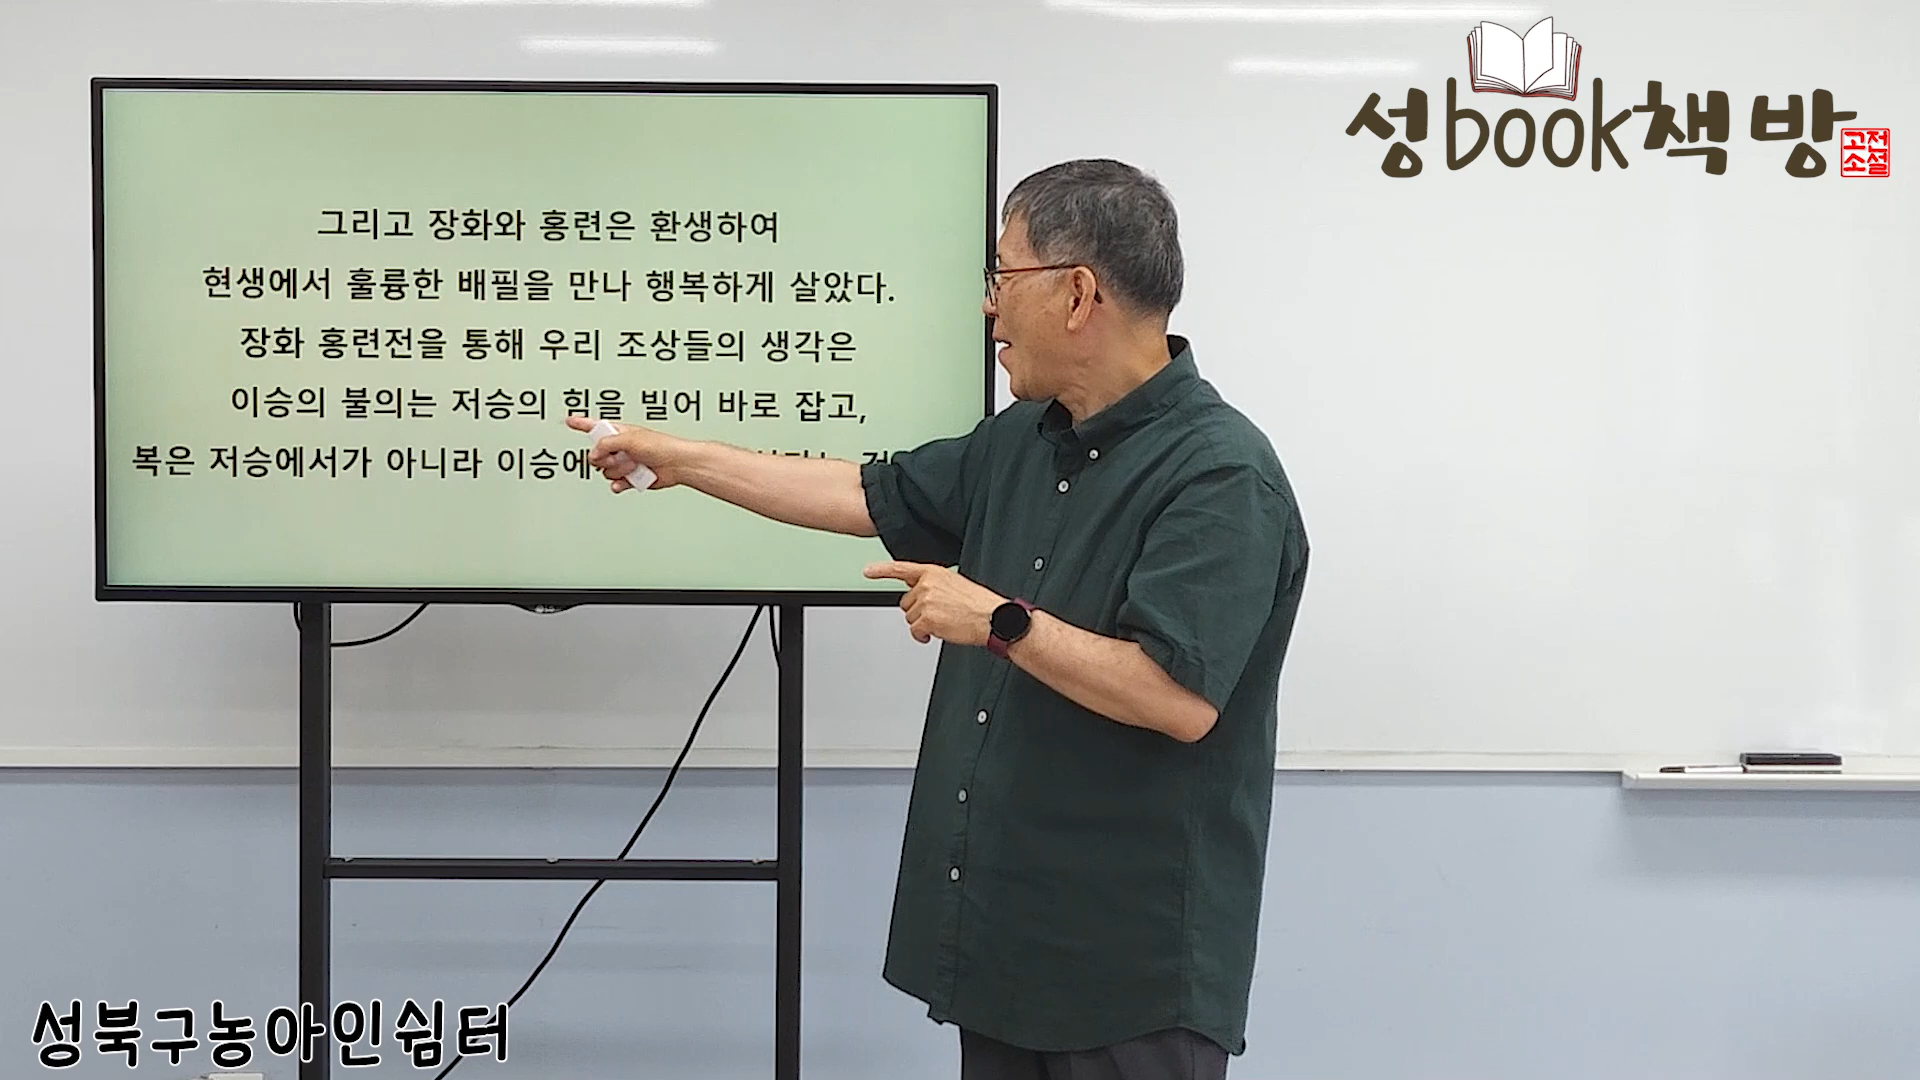 성book책방
고전
소설
그리고 장화와 홍련은 환생하여
현생에서 훌륭한 배필을 만나 행복하게 살았다.
장화 홍련전을 통해 우리 조상들의 생각은
이승의 불의는 저승의 힘을 빌어 바로 잡고,
복은 저승에서가 아니라 이승에
성북구농아인쉼터